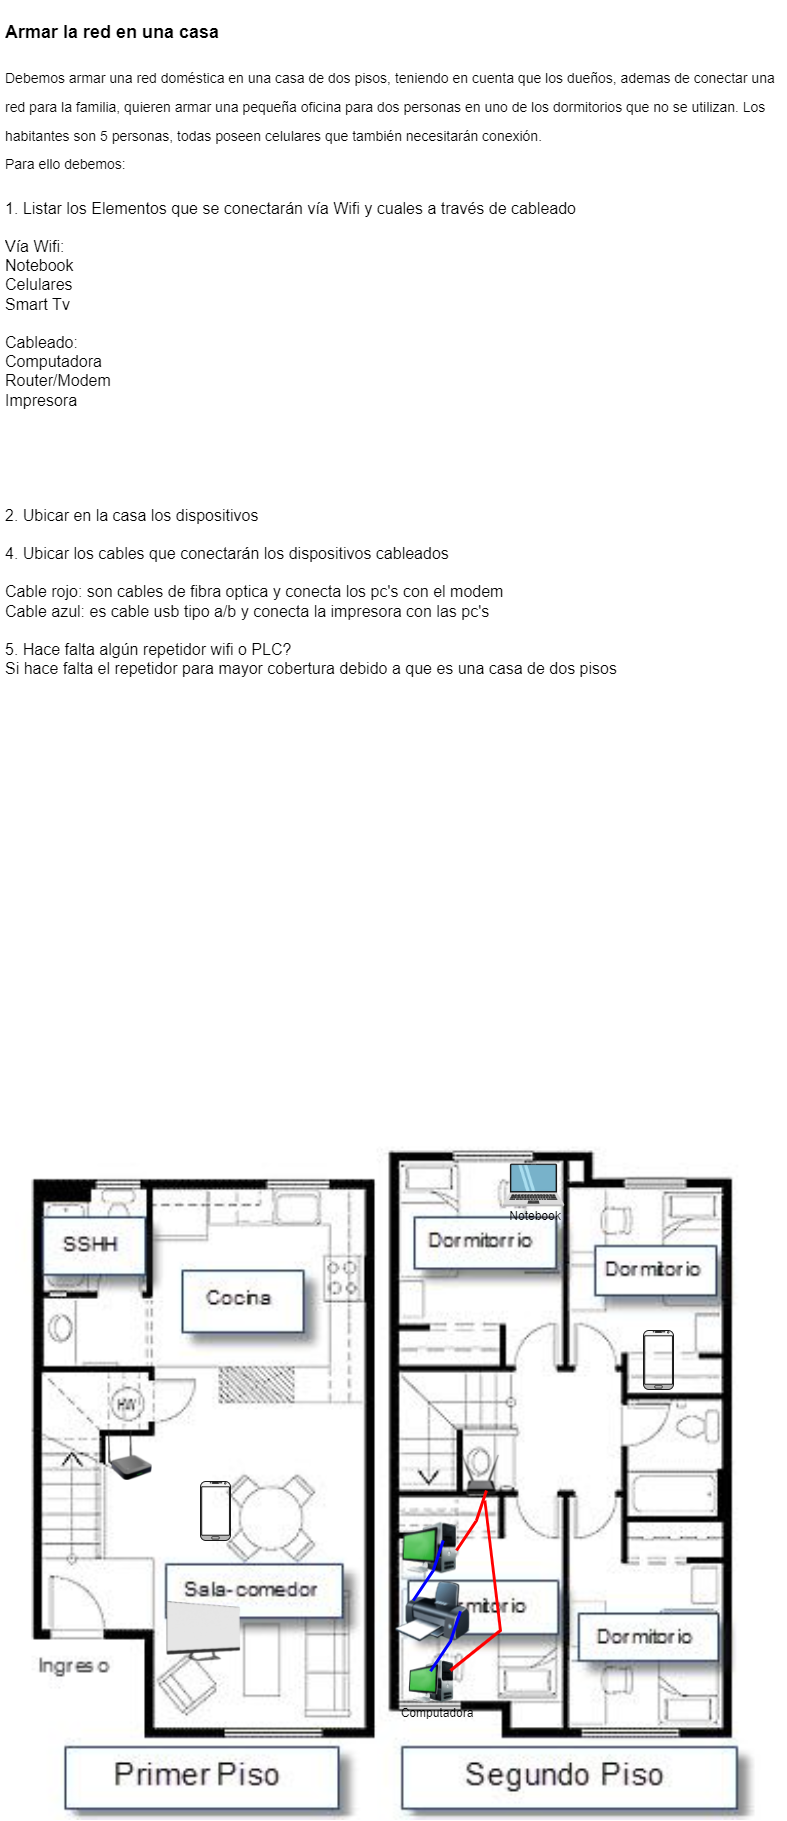 Armar la red en una casa
Debemos armar una red doméstica en una casa de dos pisos, teniendo en cuenta que los dueños, ademas de conectar una
red para la familia, quieren armar una pequeña oficina para dos personas en uno de los dormitorios que no se utilizan. Los
habitantes son 5 personas, todas poseen celulares que también necesitarán conexión.
Para ello debemos:
1. Listar los Elementos que se conectarán vía Wifi y cuales a través de cableado
Vía Wifi:
Notebook
Celulares
Smart Tv
Cableado:
Computadora
Router/Modem
Impresora
2. Ubicar en la casa los dispositivos
4. Ubicar los cables que conectarán los dispositivos cableados
Cable rojo: son cables de fibra optica y conecta los pc's con el modem
Cable azul: es cable usb tipo a/b y conecta la impresora con las pc's
5. Hace falta algún repetidor wifi o PLC?
Si hace falta el repetidor para mayor cobertura debido a que es una casa de dos pisos
Notebook
SSHH
Dormitorrio
Dormitorio
Cocina
HW
Sala-comedor
mitorio
Dormitorio
Ingreso
Computadora
Primer Piso
Segundo Piso